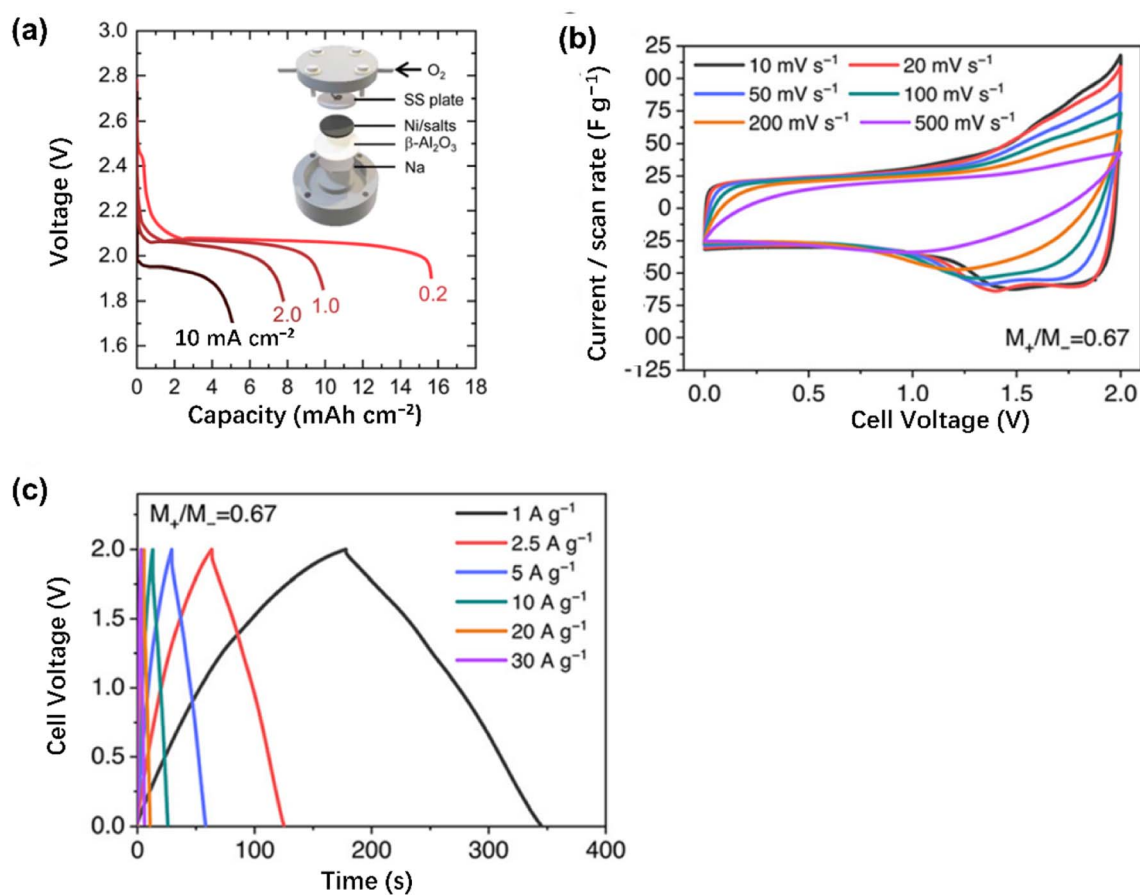 (a)
Voltage (V)
3.0
2.8
2.6
2.4
2.2
2.0
1.8
1.6
O₂
SS plate
Ni/salts
β-Al₂O₃
Na
2.0
1.0
0.2
10 mA cm⁻²
0 2 4 6 8 10 12 14 16 18
Capacity (mAh cm⁻²)
(b)
Current / scan rate (F g⁻¹)
25
00
75
50
25
0
-25
-50
-75
00
-125
10 mV s⁻¹ 20 mV s⁻¹
50 mV s⁻¹ 100 mV s⁻¹
200 mV s⁻¹ 500 mV s⁻¹
M₊/M₋=0.67
0.0 0.5 1.0 1.5 2.0
Cell Voltage (V)
(c)
Cell Voltage (V)
2.0
1.5
1.0
0.5
0.0
M₊/M₋=0.67
1 A g⁻¹
2.5 A g⁻¹
5 A g⁻¹
10 A g⁻¹
20 A g⁻¹
30 A g⁻¹
0 100 200 300 400
Time (s)